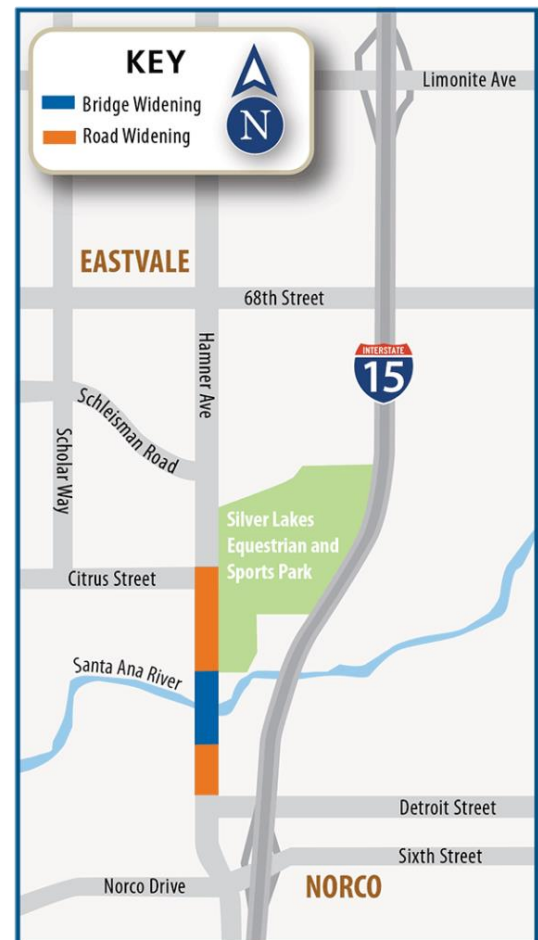 KEY
Bridge Widening
Road Widening
N
Limonite Ave
EASTVALE
68th Street
Hamner Ave
INTERSTATE
15
Schleisman Road
Scholar Way
Silver Lakes
Equestrian and
Sports Park
Citrus Street
Santa Ana River
Detroit Street
Sixth Street
Norco Drive
NORCO